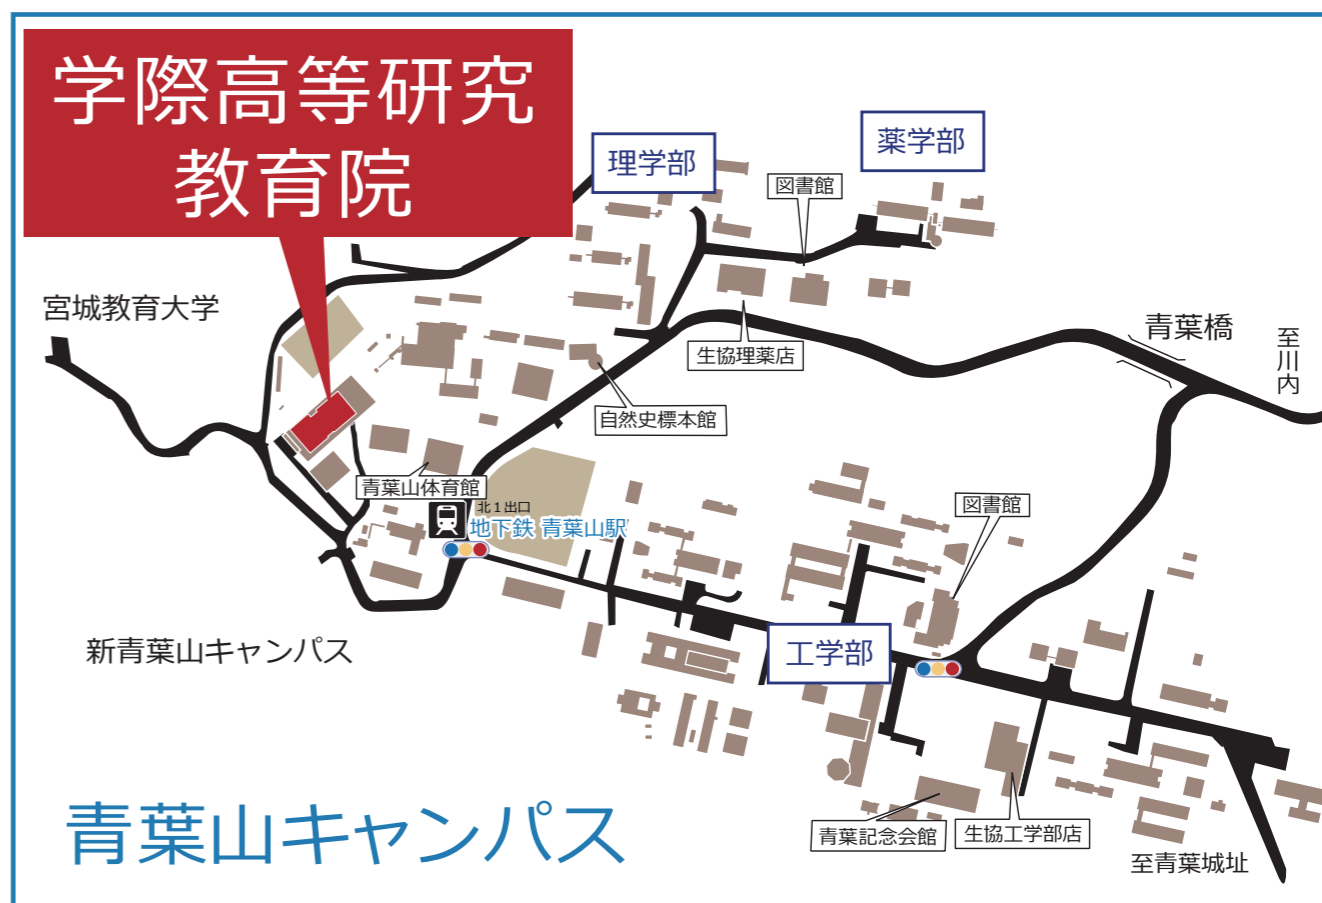 学際高等研究
教育院
理学部
薬学部
図書館
宮城教育大学
青葉橋
至川内
生協理薬店
自然史標本館
青葉山体育館
北1出口
地下鉄 青葉山駅
図書館
新青葉山キャンパス
工学部
青葉山キャンパス
青葉記念会館
生協工学部店
至青葉城址